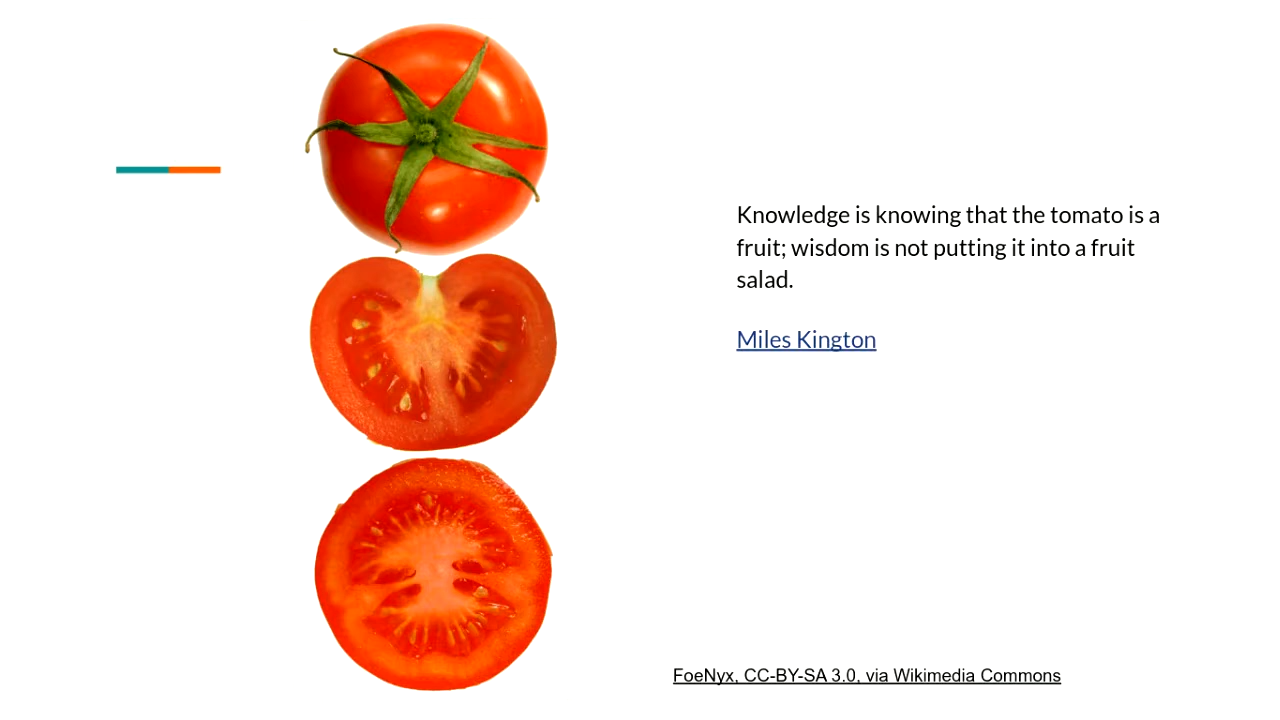 Knowledge is knowing that the tomato is a
fruit; wisdom is not putting it into a fruit
salad.
Miles Kington
FoeNyx, CC-BY-SA 3.0, via Wikimedia Commons